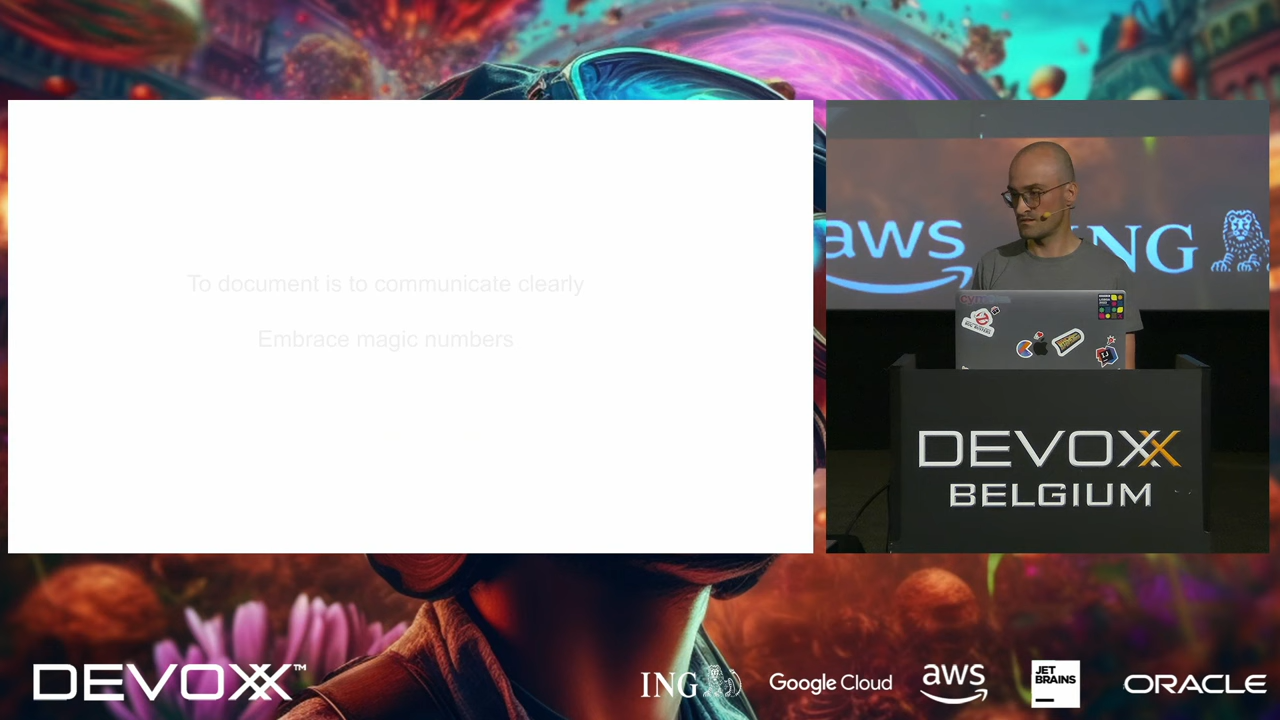 To document is to communicate clearly
Embrace magic numbers
aws
ING
DEVOXX
BELGIUM
DEVOXX™
ING
Google Cloud
aws
JET
BRAINS
ORACLE